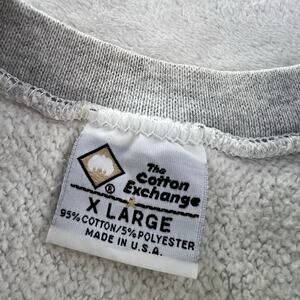 The
Cotton
Exchange
®
X LARGE
95% COTTON/5% POLYESTER
MADE IN U.S.A.